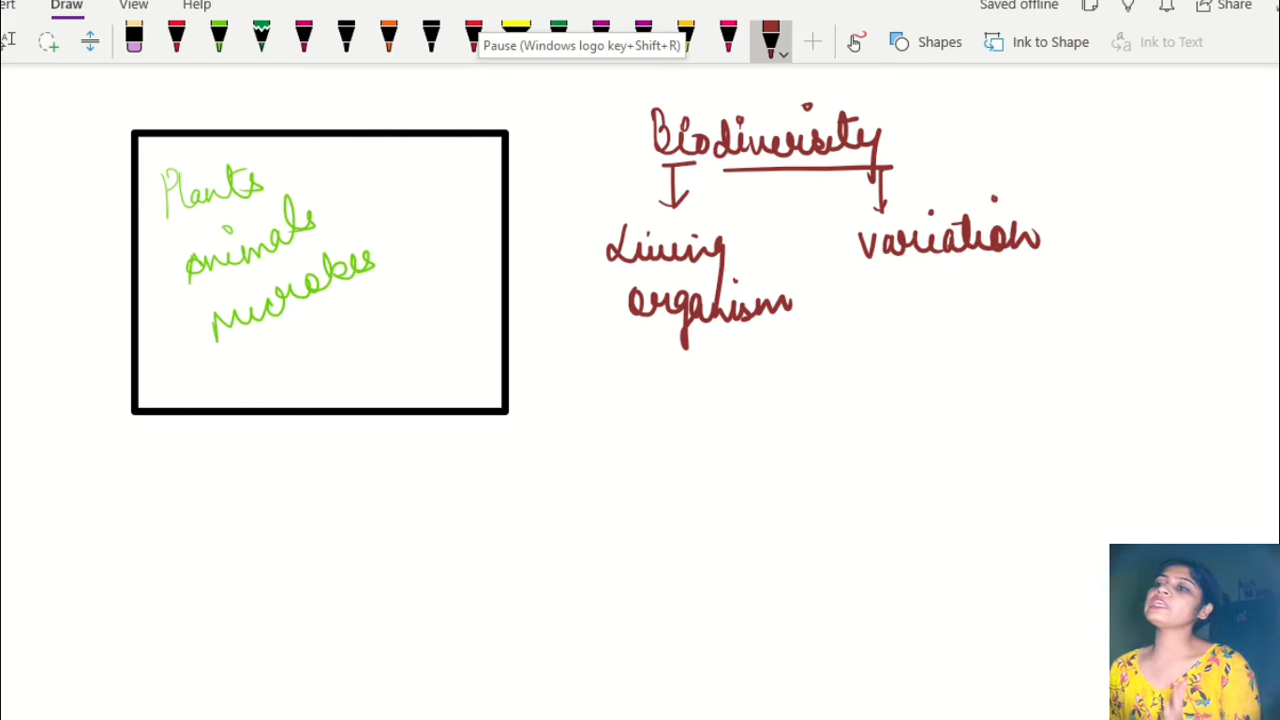 Draw
View
Help
Saved offline
Share
Pause (Windows logo key+Shift+R)
Shapes
Ink to Shape
Ink to Text
Plants
Animals
Microbes
Biodiversity
Living
organism
variation